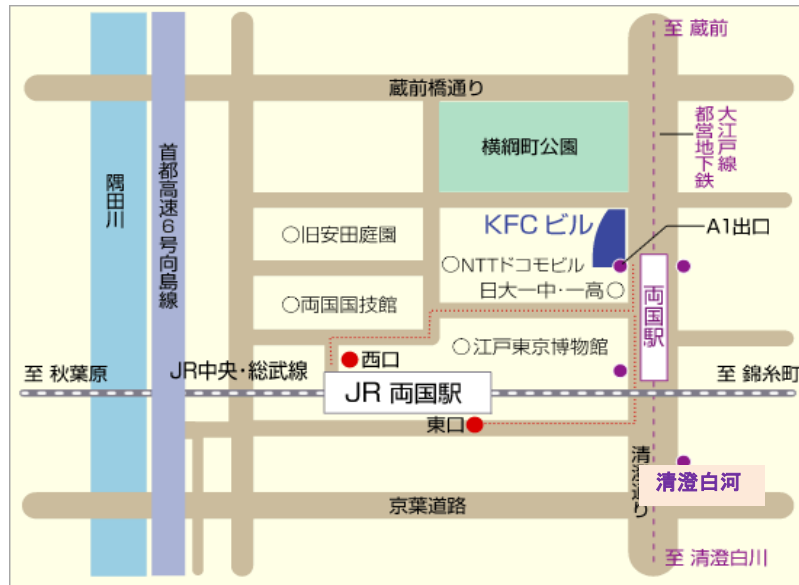 至 蔵前
蔵前橋通り
大江戸線
都営地下鉄
横綱町公園
首都高速6号向島線
隅田川
KFCビル
A1出口
○旧安田庭園
○NTTドコモビル
日大一中・一高○
○両国国技館
両国駅
○江戸東京博物館
西口
至 秋葉原
JR中央・総武線
至 錦糸町
JR 両国駅
東口
清澄通り
清澄白河
京葉道路
至 清澄白川